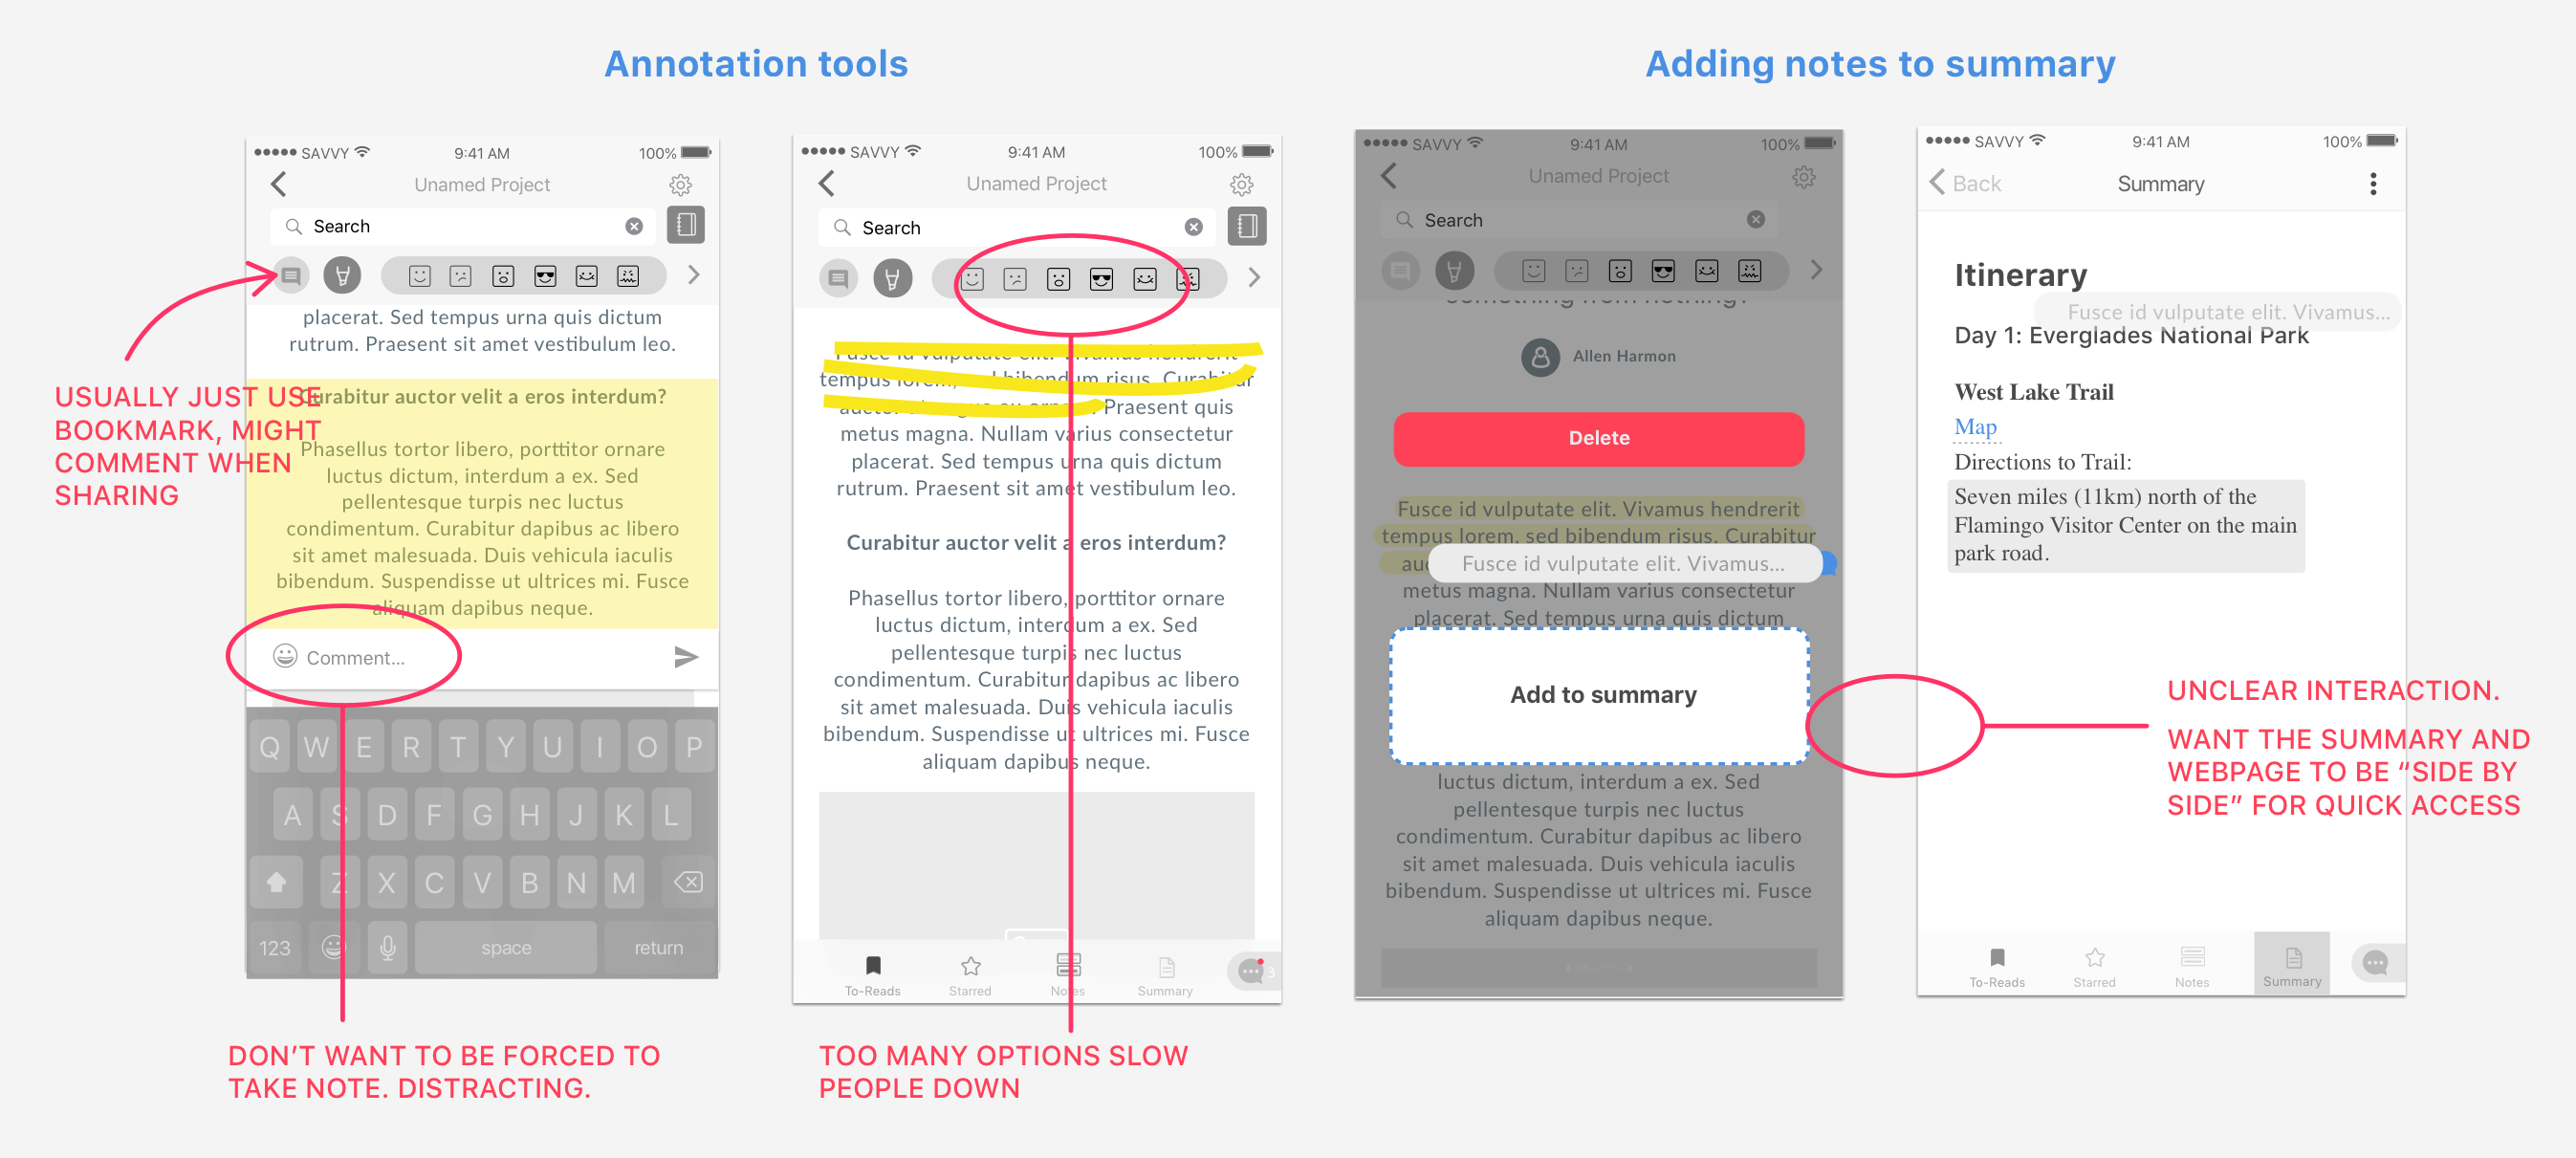 Annotation tools
Adding notes to summary
SAVVY 9:41 AM 100%
Unamed Project
Search
placerat. Sed tempus urna quis dictum
rutrum. Praesent sit amet vestibulum leo.
Curabitur auctor velit a eros interdum?
Phasellus tortor libero, porttitor ornare
luctus dictum, interdum a ex. Sed
pellentesque turpis nec luctus
condimentum. Curabitur dapibus ac libero
sit amet malesuada. Duis vehicula iaculis
bibendum. Suspendisse ut ultrices mi. Fusce
aliquam dapibus neque.
Comment...
Q W E R T Y U I O P
A S D F G H J K L
Z X C V B N M
123 space return
USUALLY JUST USE
BOOKMARK, MIGHT
COMMENT WHEN
SHARING
DON’T WANT TO BE FORCED TO
TAKE NOTE. DISTRACTING.
SAVVY 9:41 AM 100%
Unamed Project
Search
Fusce id vulputate elit. Vivamus hendrerit
tempus lorem, sed bibendum risus. Curabitur
auctor Praesent quis
metus magna. Nullam varius consectetur
placerat. Sed tempus urna quis dictum
rutrum. Praesent sit amet vestibulum leo.
Curabitur auctor velit a eros interdum?
Phasellus tortor libero, porttitor ornare
luctus dictum, interdum a ex. Sed
pellentesque turpis nec luctus
condimentum. Curabitur dapibus ac libero
sit amet malesuada. Duis vehicula iaculis
bibendum. Suspendisse ut ultrices mi. Fusce
aliquam dapibus neque.
To-Reads Starred Notes Summary 3
TOO MANY OPTIONS SLOW
PEOPLE DOWN
SAVVY 9:41 AM 100%
Unamed Project
Search
Something from nothing?
Allen Harmon
Delete
Fusce id vulputate elit. Vivamus hendrerit
tempus lorem, sed bibendum risus. Curabitur
auc
Fusce id vulputate elit. Vivamus...
metus magna. Nullam varius consectetur
placerat. Sed tempus urna quis dictum
Add to summary
luctus dictum, interdum a ex. Sed
pellentesque turpis nec luctus
condimentum. Curabitur dapibus ac libero
sit amet malesuada. Duis vehicula iaculis
bibendum. Suspendisse ut ultrices mi. Fusce
aliquam dapibus neque.
SAVVY 9:41 AM 100%
Back Summary
Itinerary
Fusce id vulputate elit. Vivamus...
Day 1: Everglades National Park
West Lake Trail
Map
Directions to Trail:
Seven miles (11km) north of the
Flamingo Visitor Center on the main
park road.
To-Reads Starred Notes Summary
UNCLEAR INTERACTION.
WANT THE SUMMARY AND
WEBPAGE TO BE “SIDE BY
SIDE” FOR QUICK ACCESS